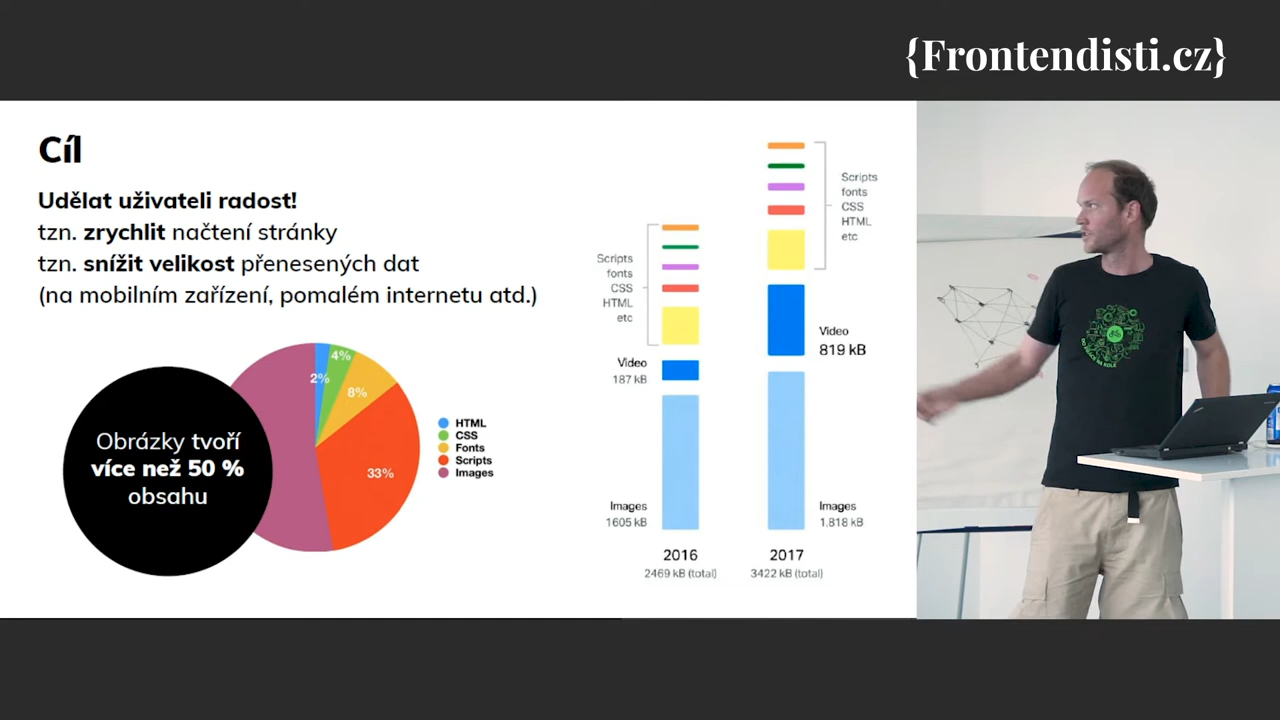 {Frontendisti.cz}
Cíl
Udělat uživateli radost!
tzn. zrychlit načtení stránky
tzn. snížit velikost přenesených dat
(na mobilním zařízení, pomalém internetu atd.)
Obrázky tvoří
více než 50 %
obsahu
2%
4%
8%
33%
HTML
CSS
Fonts
Scripts
Images
Scripts
fonts
CSS
HTML
etc
Video
187 kB
Images
1605 kB
2016
2469 kB (total)
Scripts
fonts
CSS
HTML
etc
Video
819 kB
Images
1.818 kB
2017
3422 kB (total)